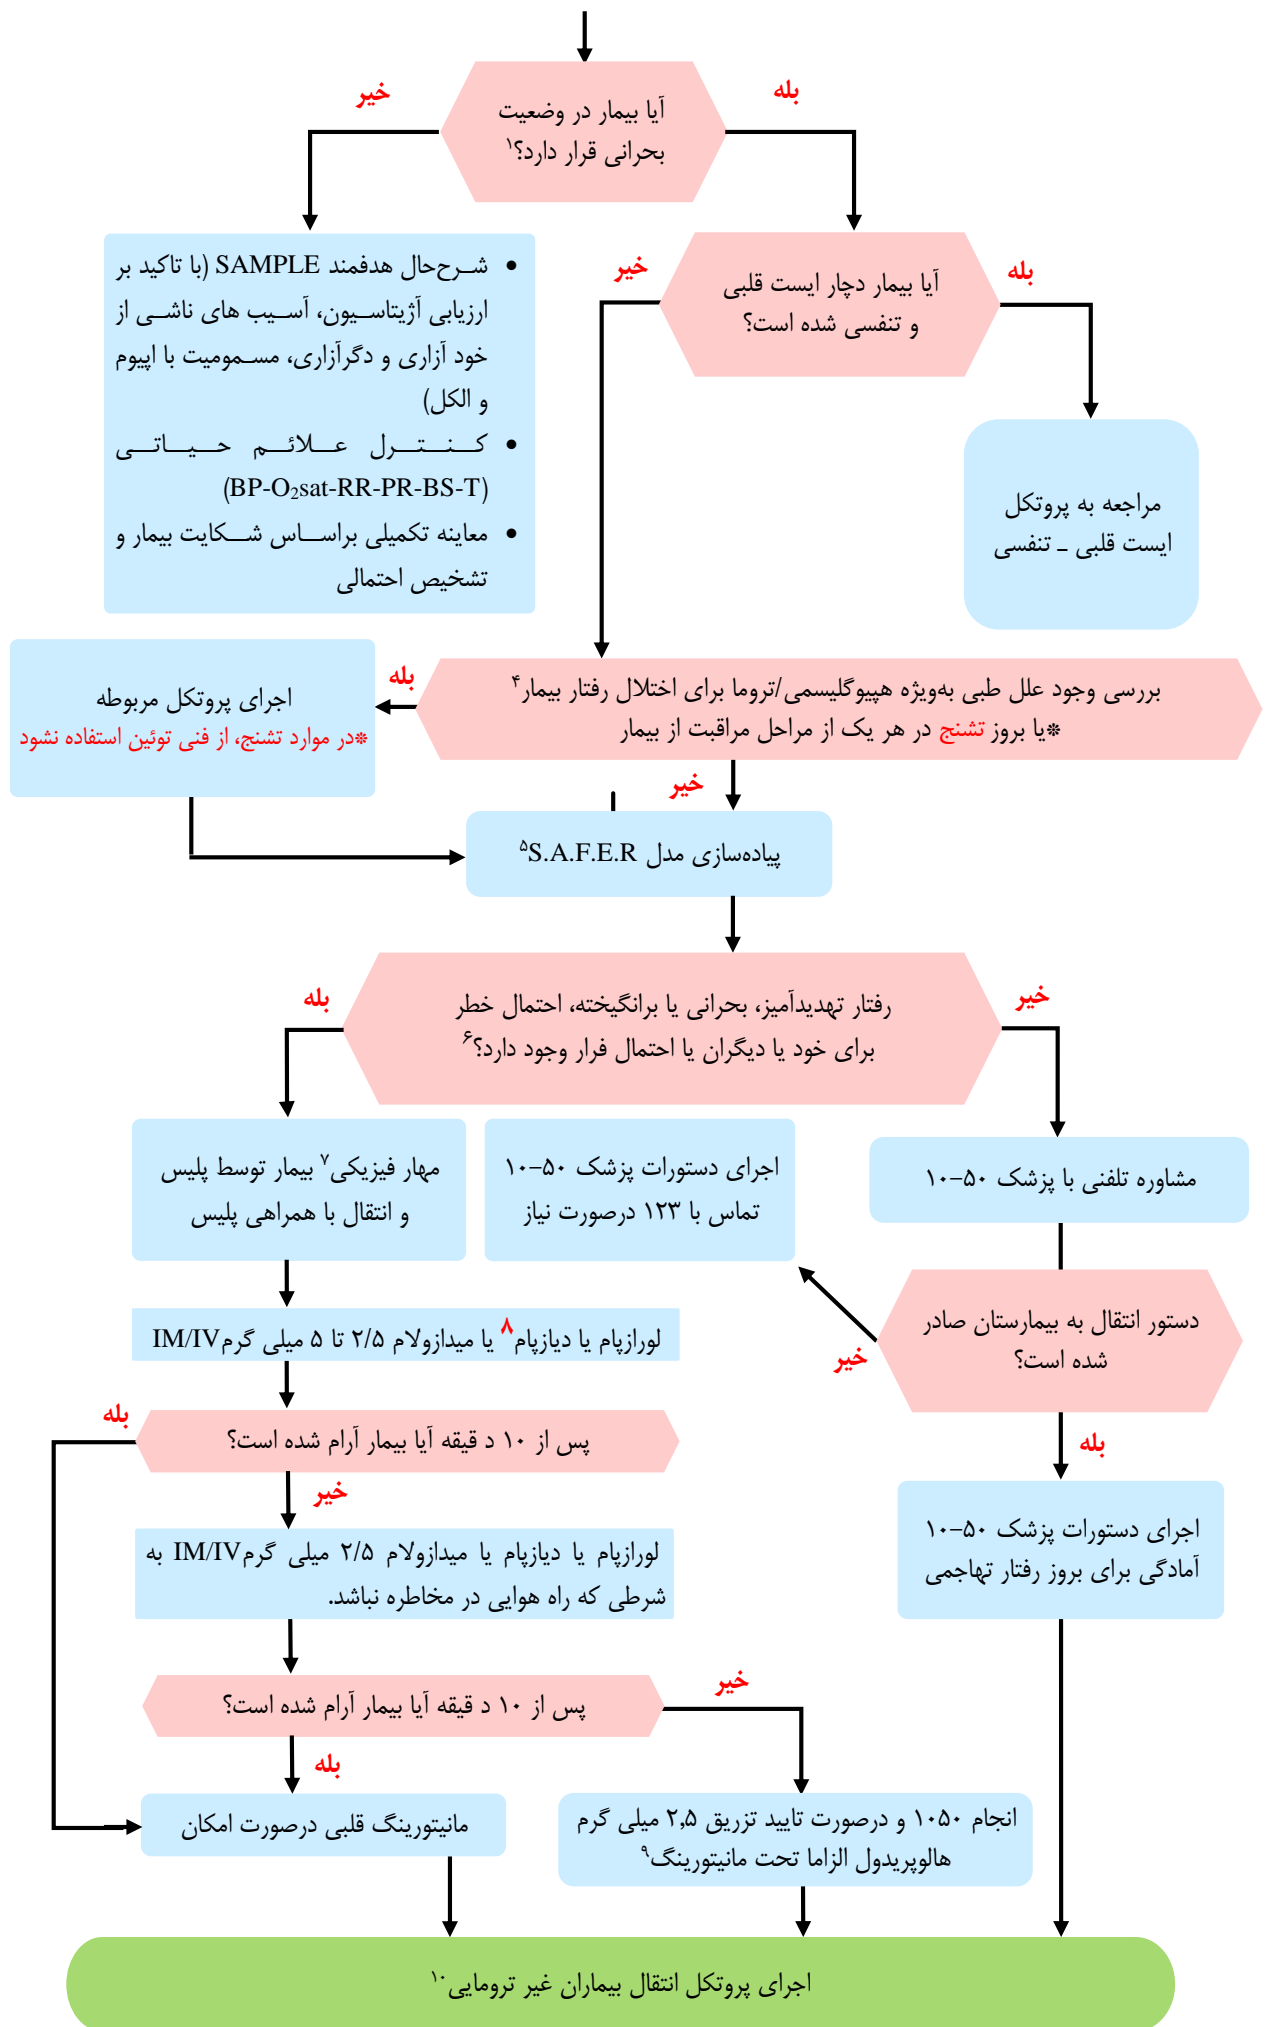 آیا بیمار در وضعیت
بحرانی قرار دارد؟۱
خیر
بله
شرح‌حال هدفمند SAMPLE (با تاکید بر
ارزیابی آژیتاسیون، آسیب های ناشی از
خود آزاری و دگرآزاری، مسمومیت با اپیوم
و الکل)
کنترل علائم حیاتی
(BP-O₂sat-RR-PR-BS-T)
معاینه تکمیلی براساس شکایت بیمار و
تشخیص احتمالی
آیا بیمار دچار ایست قلبی
و تنفسی شده است؟
خیر
بله
مراجعه به پروتکل
ایست قلبی ـ تنفسی
بررسی وجود علل طبی به‌ویژه هیپوگلیسمی/تروما برای اختلال رفتار بیمار۴
*یا بروز تشنج در هر یک از مراحل مراقبت از بیمار
بله
اجرای پروتکل مربوطه
*در موارد تشنج، از فنی توئین استفاده نشود
خیر
پیاده‌سازی مدل S.A.F.E.R۵
رفتار تهدیدآمیز، بحرانی یا برانگیخته، احتمال خطر
برای خود یا دیگران یا احتمال فرار وجود دارد؟۶
بله
خیر
مهار فیزیکی۷ بیمار توسط پلیس
و انتقال با همراهی پلیس
اجرای دستورات پزشک ۵۰-۱۰
تماس با ۱۲۳ درصورت نیاز
مشاوره تلفنی با پزشک ۵۰-۱۰
دستور انتقال به بیمارستان صادر
شده است؟
خیر
بله
لورازپام یا دیازپام۸ یا میدازولام ۲/۵ تا ۵ میلی گرمIM/IV
پس از ۱۰ د قیقه آیا بیمار آرام شده است؟
بله
خیر
اجرای دستورات پزشک ۵۰-۱۰
آمادگی برای بروز رفتار تهاجمی
لورازپام یا دیازپام یا میدازولام ۲/۵ میلی گرمIM/IV به
شرطی که راه هوایی در مخاطره نباشد.
پس از ۱۰ د قیقه آیا بیمار آرام شده است؟
خیر
بله
مانیتورینگ قلبی درصورت امکان
انجام ۱۰۵۰ و درصورت تایید تزریق ۲,۵ میلی گرم
هالوپریدول الزاما تحت مانیتورینگ۹
اجرای پروتکل انتقال بیماران غیر ترومایی۱۰